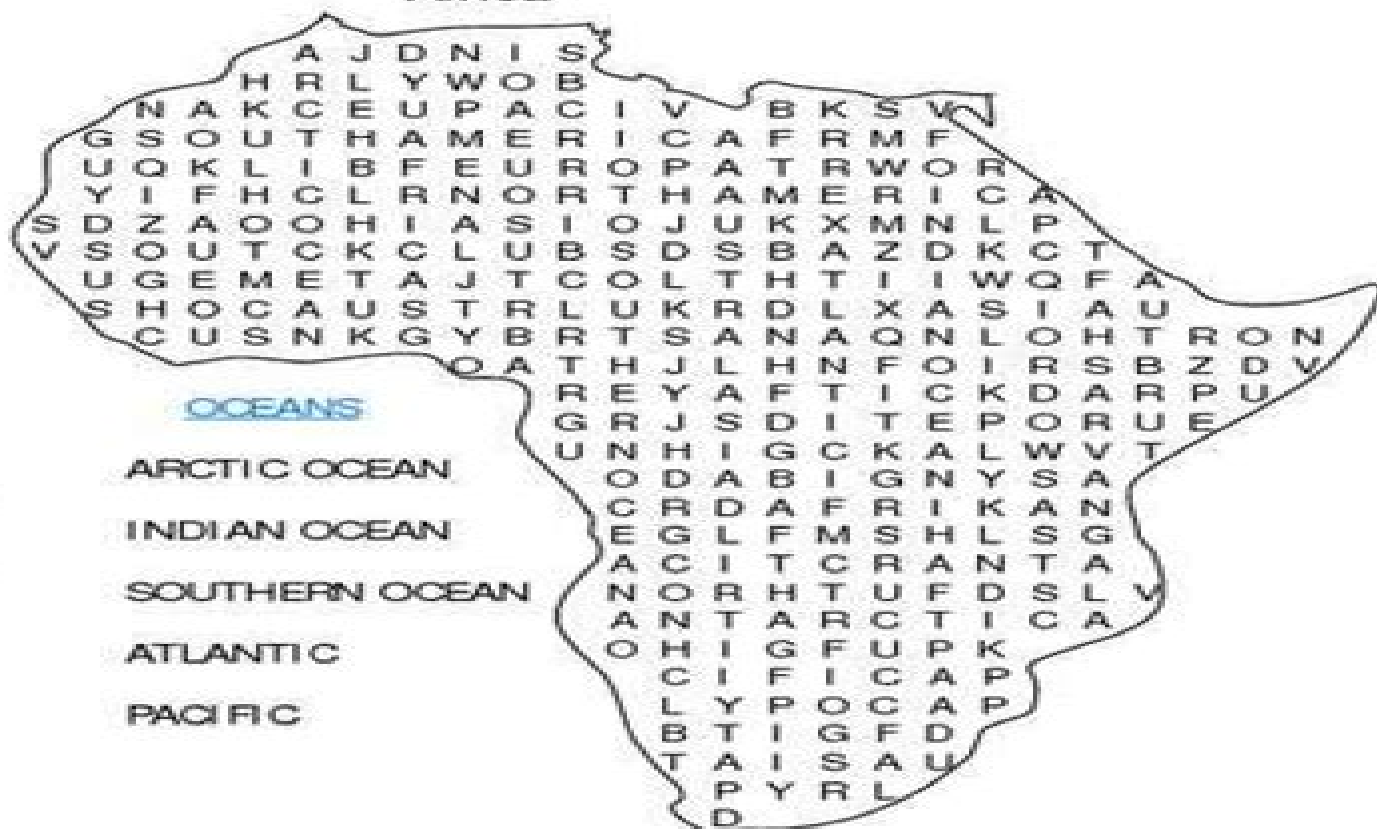 A J D N I S
H R L Y W O B
N A K C E U P A C I V B K S V
G S O U T H A M E R I C A F R M F
U Q K L I B F E U R O P A T R W O R
Y I F H C L R N O R T H A M E R I C A
S D Z A O O H I A S I O J U K X M N L P
V S O U T C K C L U B S D S B A Z D K C T
U G E M E T A J T C O L T H T I I W Q F A
S H O C A U S T R L U K R D L X A S I A U
C U S N K G Y B R T S A N A Q N L O H T R O N
O A T H J L H N F O I R S B Z D V
R E Y A F T I C K D A R P U
OCEANS
G R J S D I T E P O R U E
U N H I G C K A L W V T
ARCTIC OCEAN
O D A B I G N Y S A
C R D A F R I K A N
INDIAN OCEAN
E G L F M S H L S G
A C I T C R A N T A
SOUTHERN OCEAN
N O R H T U F D S L V
A N T A R C T I C A
ATLANTIC
O H I G F U P K
C I F I C A P
PACIFIC
L Y P O C A P
B T I G F D
T A I S A U
P Y R L
D